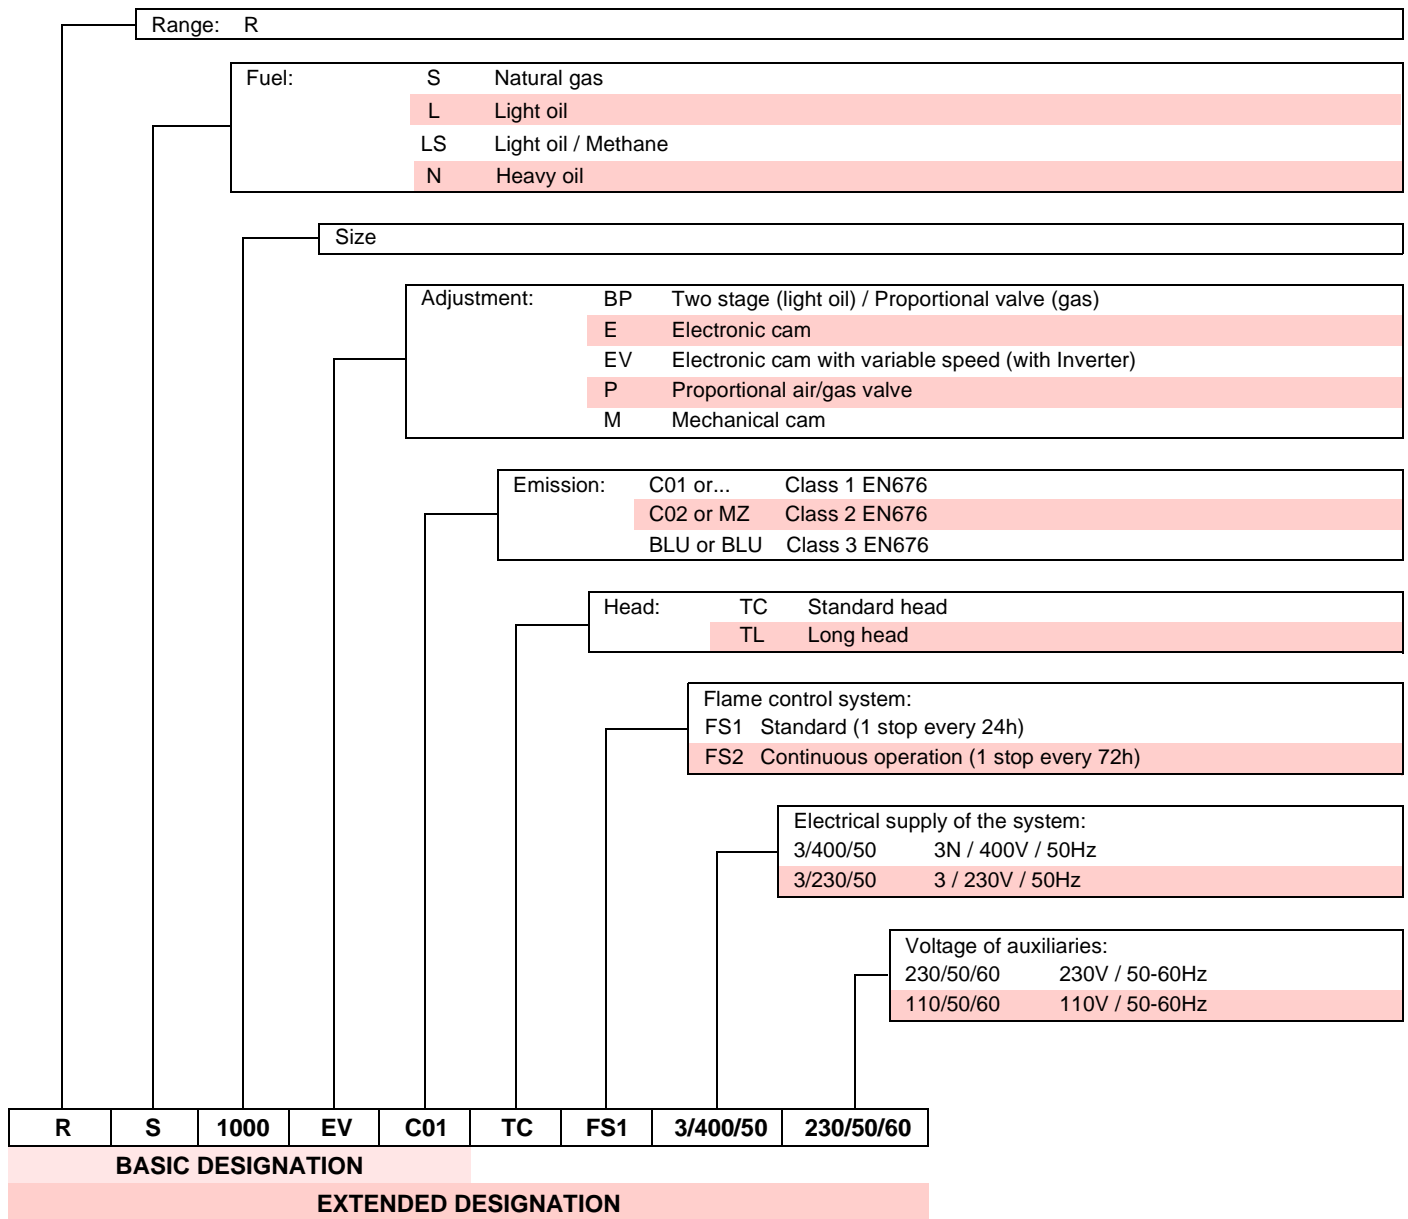 Range: R
Fuel: S Natural gas
L Light oil
LS Light oil / Methane
N Heavy oil
Size
Adjustment: BP Two stage (light oil) / Proportional valve (gas)
E Electronic cam
EV Electronic cam with variable speed (with Inverter)
P Proportional air/gas valve
M Mechanical cam
Emission: C01 or... Class 1 EN676
C02 or MZ Class 2 EN676
BLU or BLU Class 3 EN676
Head: TC Standard head
TL Long head
Flame control system:
FS1 Standard (1 stop every 24h)
FS2 Continuous operation (1 stop every 72h)
Electrical supply of the system:
3/400/50 3N / 400V / 50Hz
3/230/50 3 / 230V / 50Hz
Voltage of auxiliaries:
230/50/60 230V / 50-60Hz
110/50/60 110V / 50-60Hz
R S 1000 EV C01 TC FS1 3/400/50 230/50/60
BASIC DESIGNATION
EXTENDED DESIGNATION